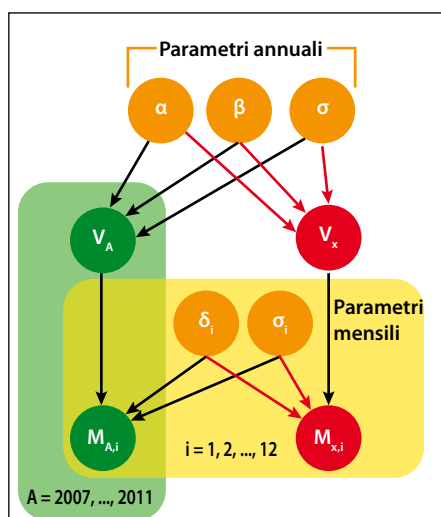 Parametri annuali
α β σ
V_A V_x
δ_i σ_i
Parametri
mensili
M_A,i M_x,i
i = 1, 2, ..., 12
A = 2007, ..., 2011